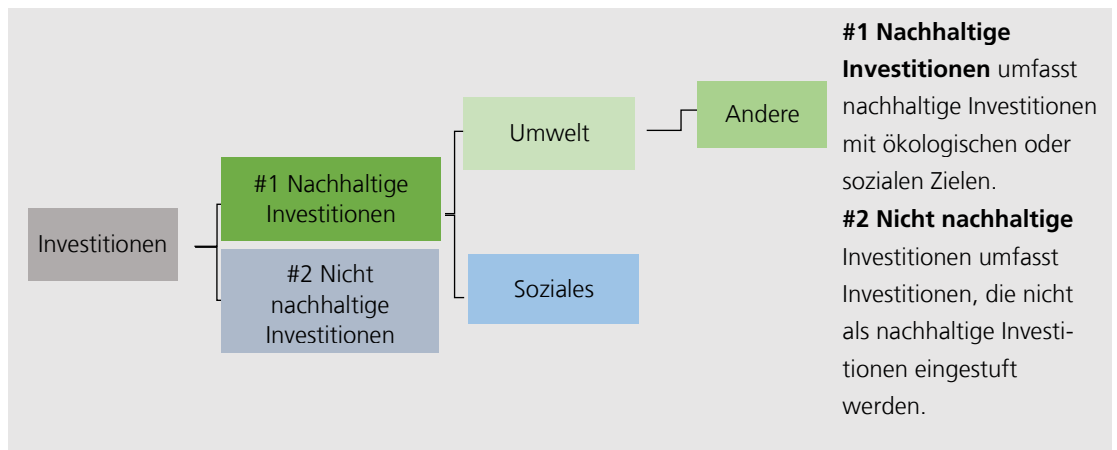 Investitionen
#1 Nachhaltige
Investitionen
#2 Nicht
nachhaltige
Investitionen
Umwelt
Soziales
Andere
#1 Nachhaltige
Investitionen umfasst
nachhaltige Investitionen
mit ökologischen oder
sozialen Zielen.
#2 Nicht nachhaltige
Investitionen umfasst
Investitionen, die nicht
als nachhaltige Investi-
tionen eingestuft
werden.